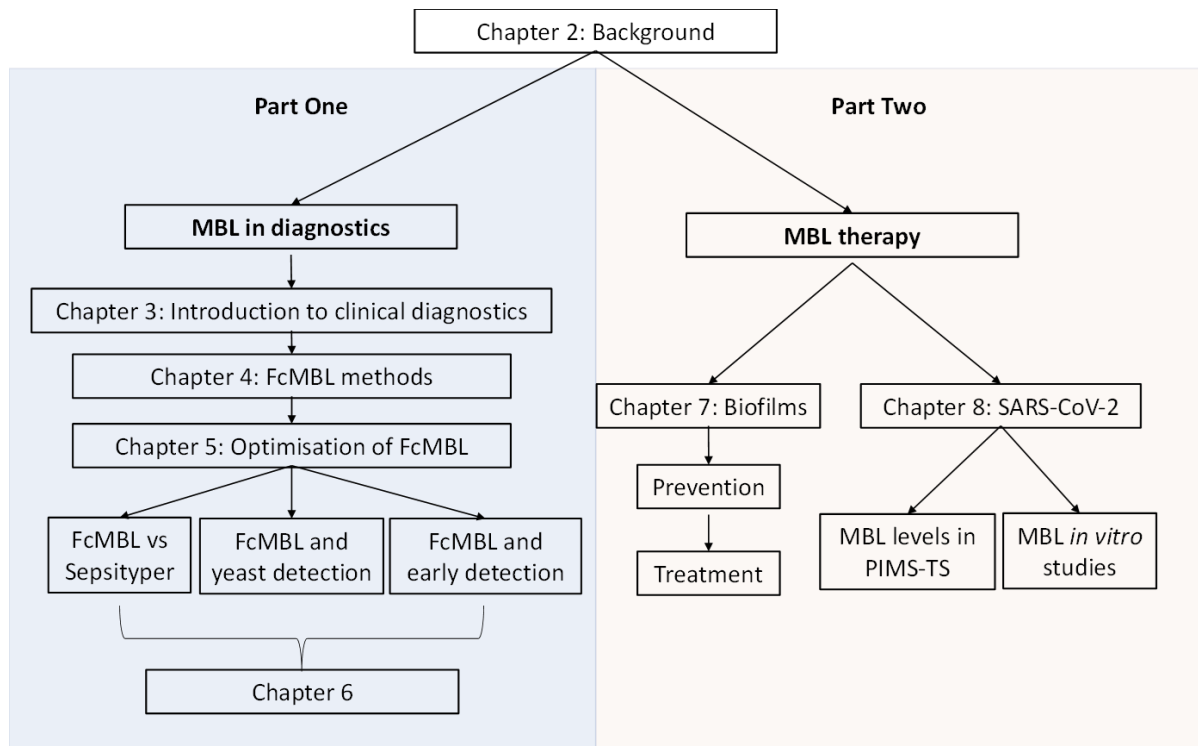 Chapter 2: Background
Part One
MBL in diagnostics
Chapter 3: Introduction to clinical diagnostics
Chapter 4: FcMBL methods
Chapter 5: Optimisation of FcMBL
FcMBL vs
Sepsityper
FcMBL and
yeast detection
FcMBL and
early detection
Chapter 6
Part Two
MBL therapy
Chapter 7: Biofilms
Prevention
Treatment
Chapter 8: SARS-CoV-2
MBL levels in
PIMS-TS
MBL in vitro
studies